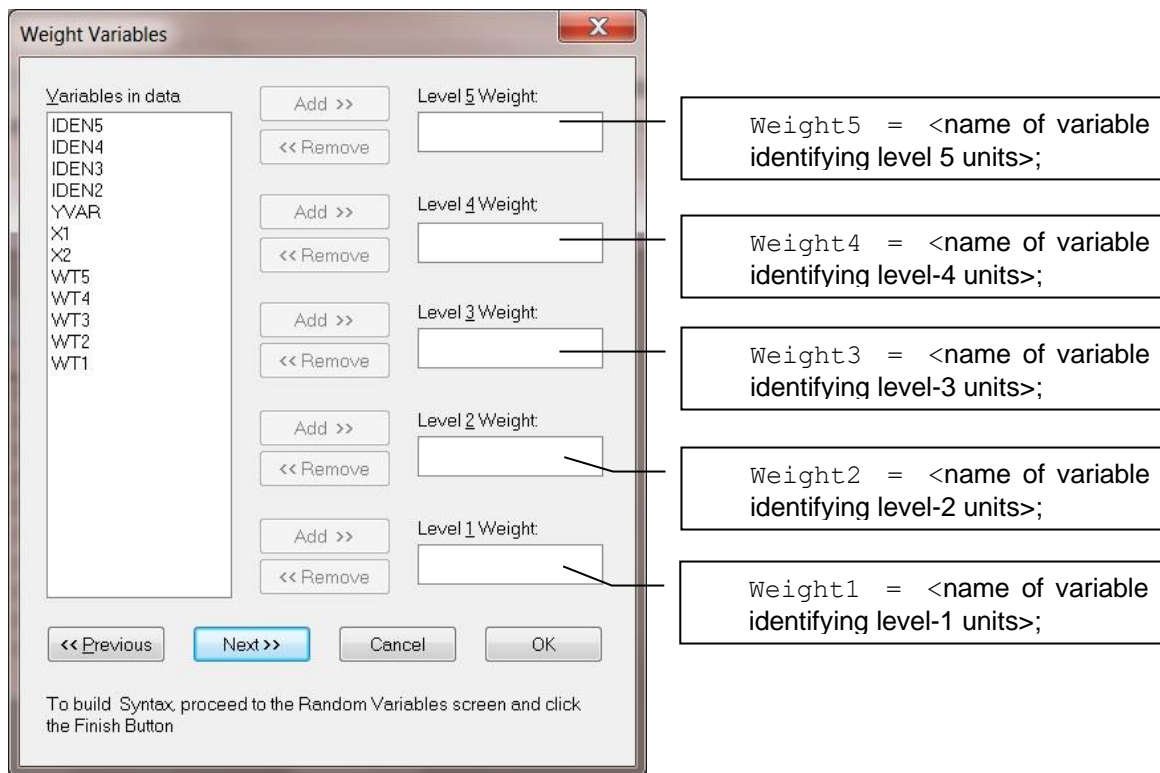 Weight Variables
X
Variables in data
IDEN5
IDEN4
IDEN3
IDEN2
YVAR
X1
X2
WT5
WT4
WT3
WT2
WT1
Add >>
<< Remove
Level 5 Weight:
Add >>
<< Remove
Level 4 Weight:
Add >>
<< Remove
Level 3 Weight:
Add >>
<< Remove
Level 2 Weight:
Add >>
<< Remove
Level 1 Weight:
<< Previous
Next >>
Cancel
OK
To build Syntax, proceed to the Random Variables screen and click
the Finish Button
Weight5 = <name of variable
identifying level 5 units>;
Weight4 = <name of variable
identifying level-4 units>;
Weight3 = <name of variable
identifying level-3 units>;
Weight2 = <name of variable
identifying level-2 units>;
Weight1 = <name of variable
identifying level-1 units>;